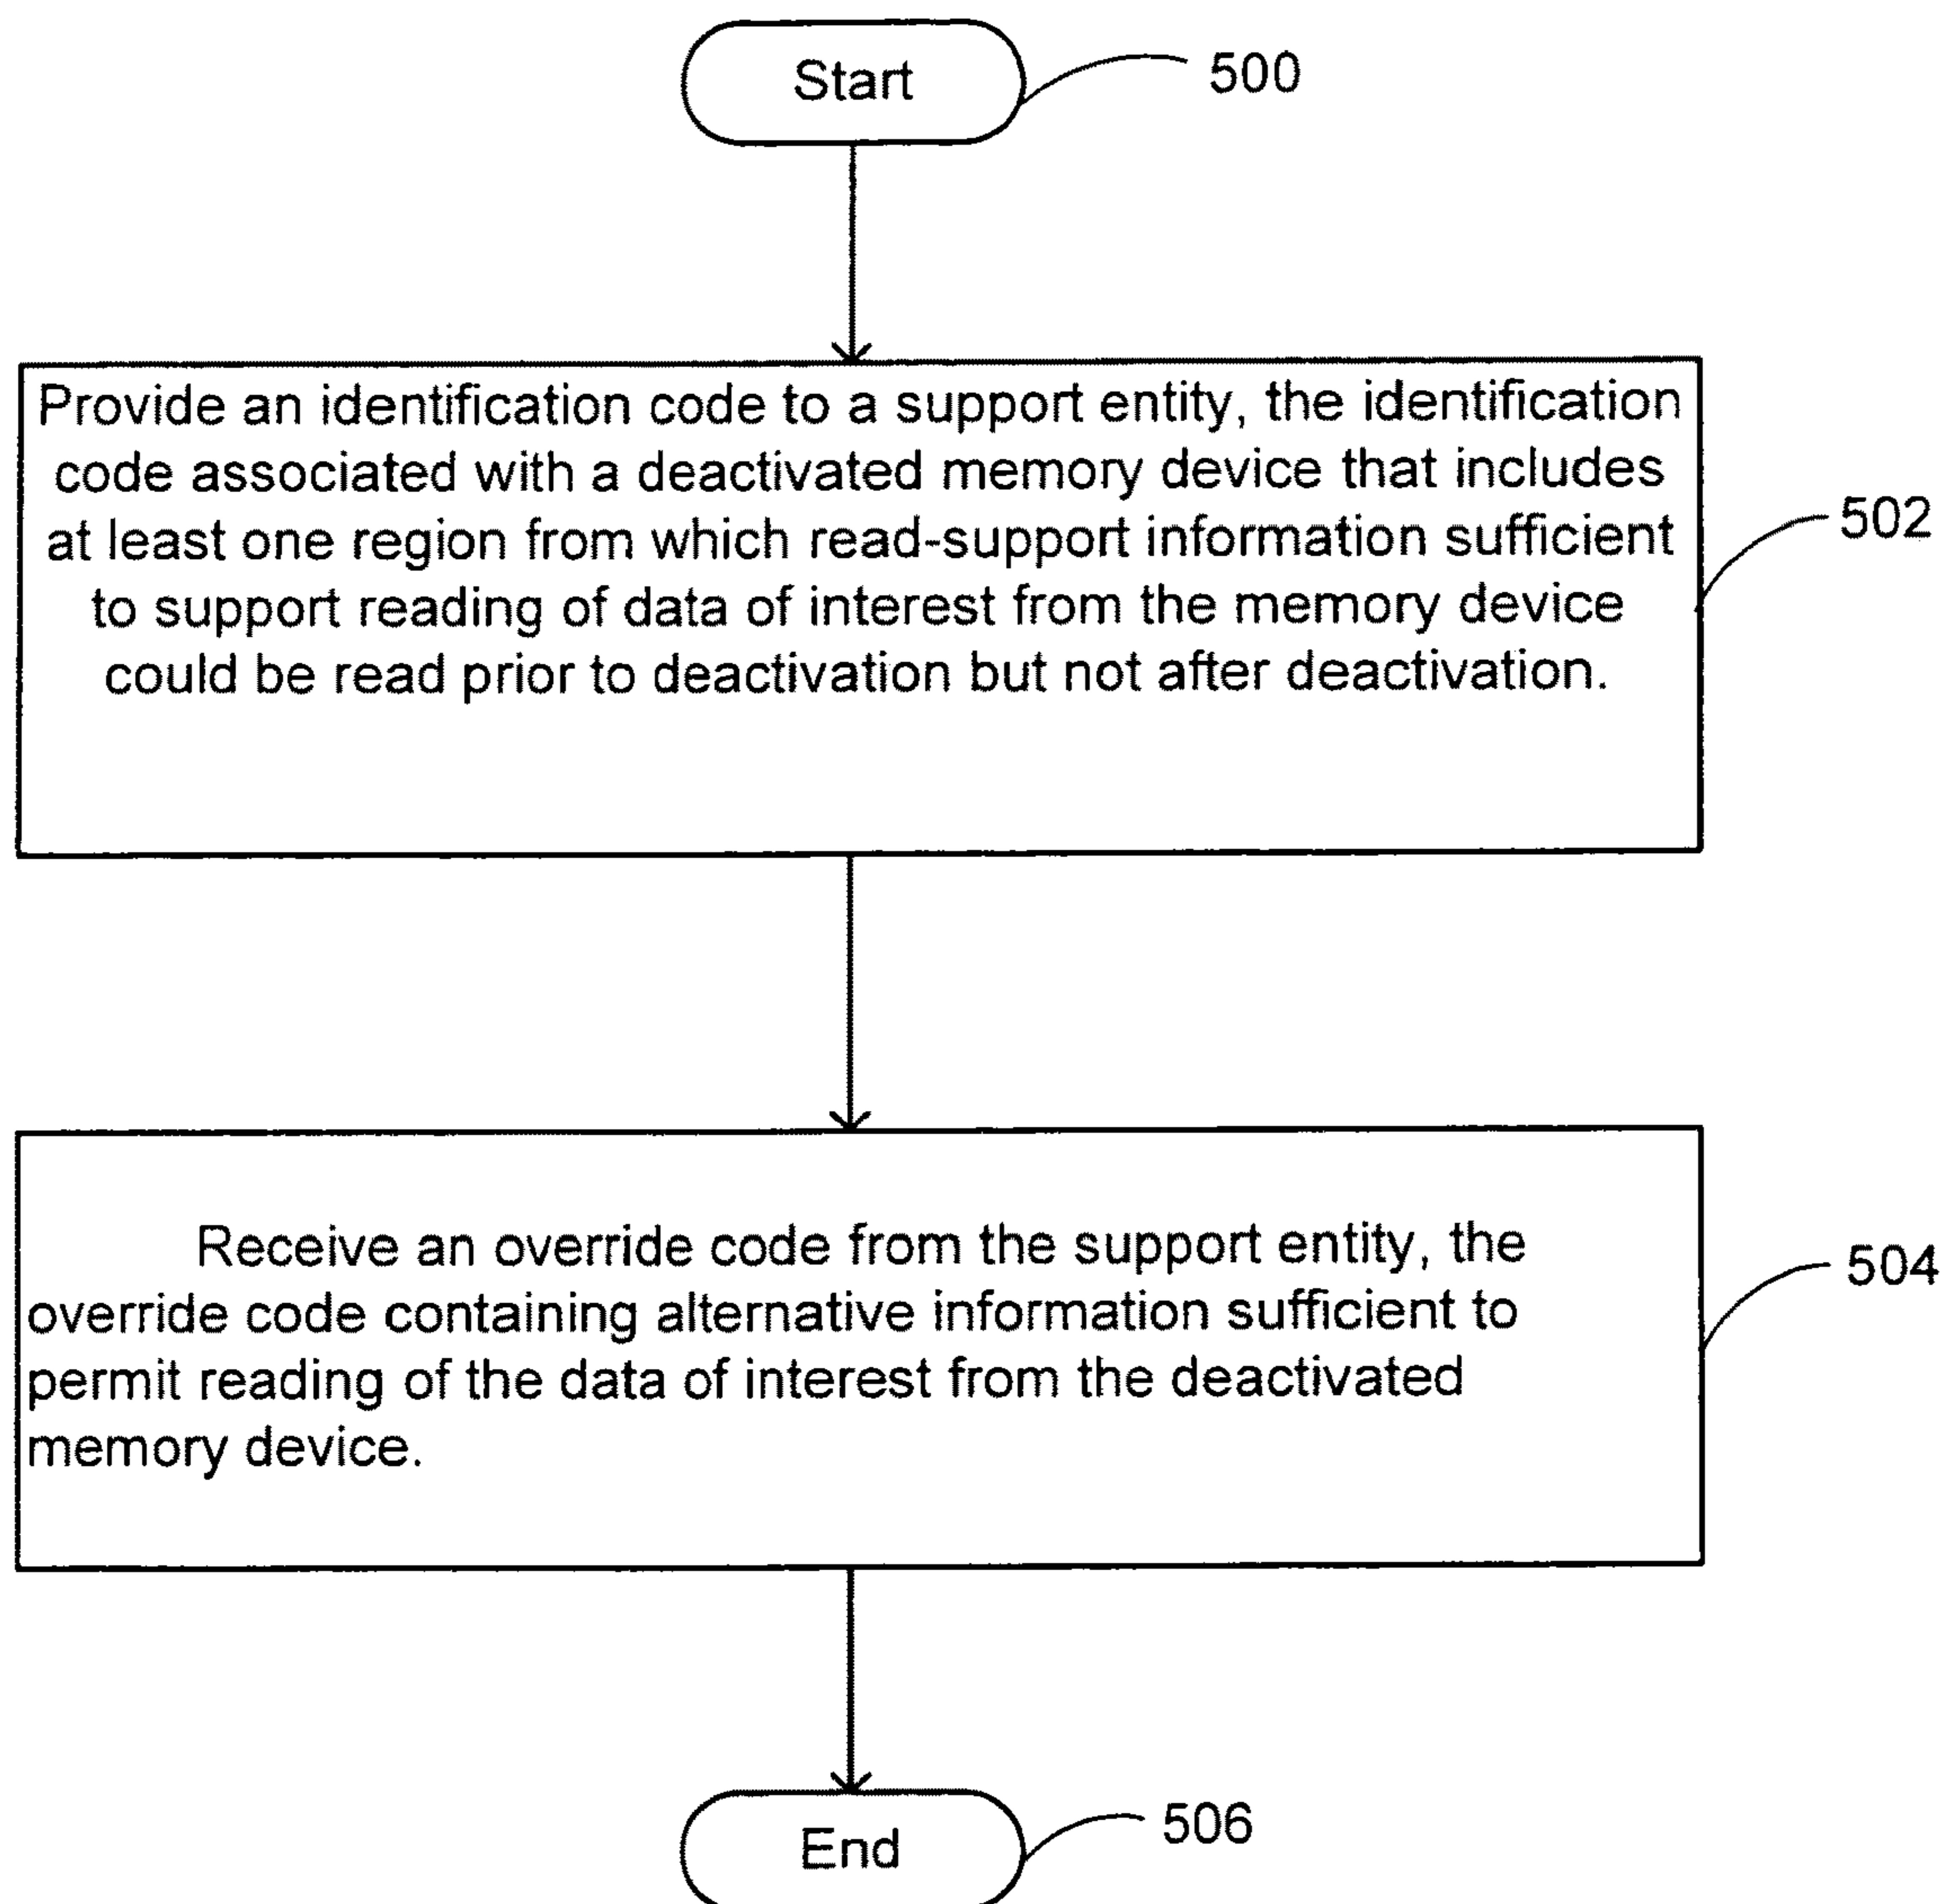 Start
500
Provide an identification code to a support entity, the identification
code associated with a deactivated memory device that includes
at least one region from which read-support information sufficient
to support reading of data of interest from the memory device
could be read prior to deactivation but not after deactivation.
502
Receive an override code from the support entity, the
override code containing alternative information sufficient to
permit reading of the data of interest from the deactivated
memory device.
504
End
506